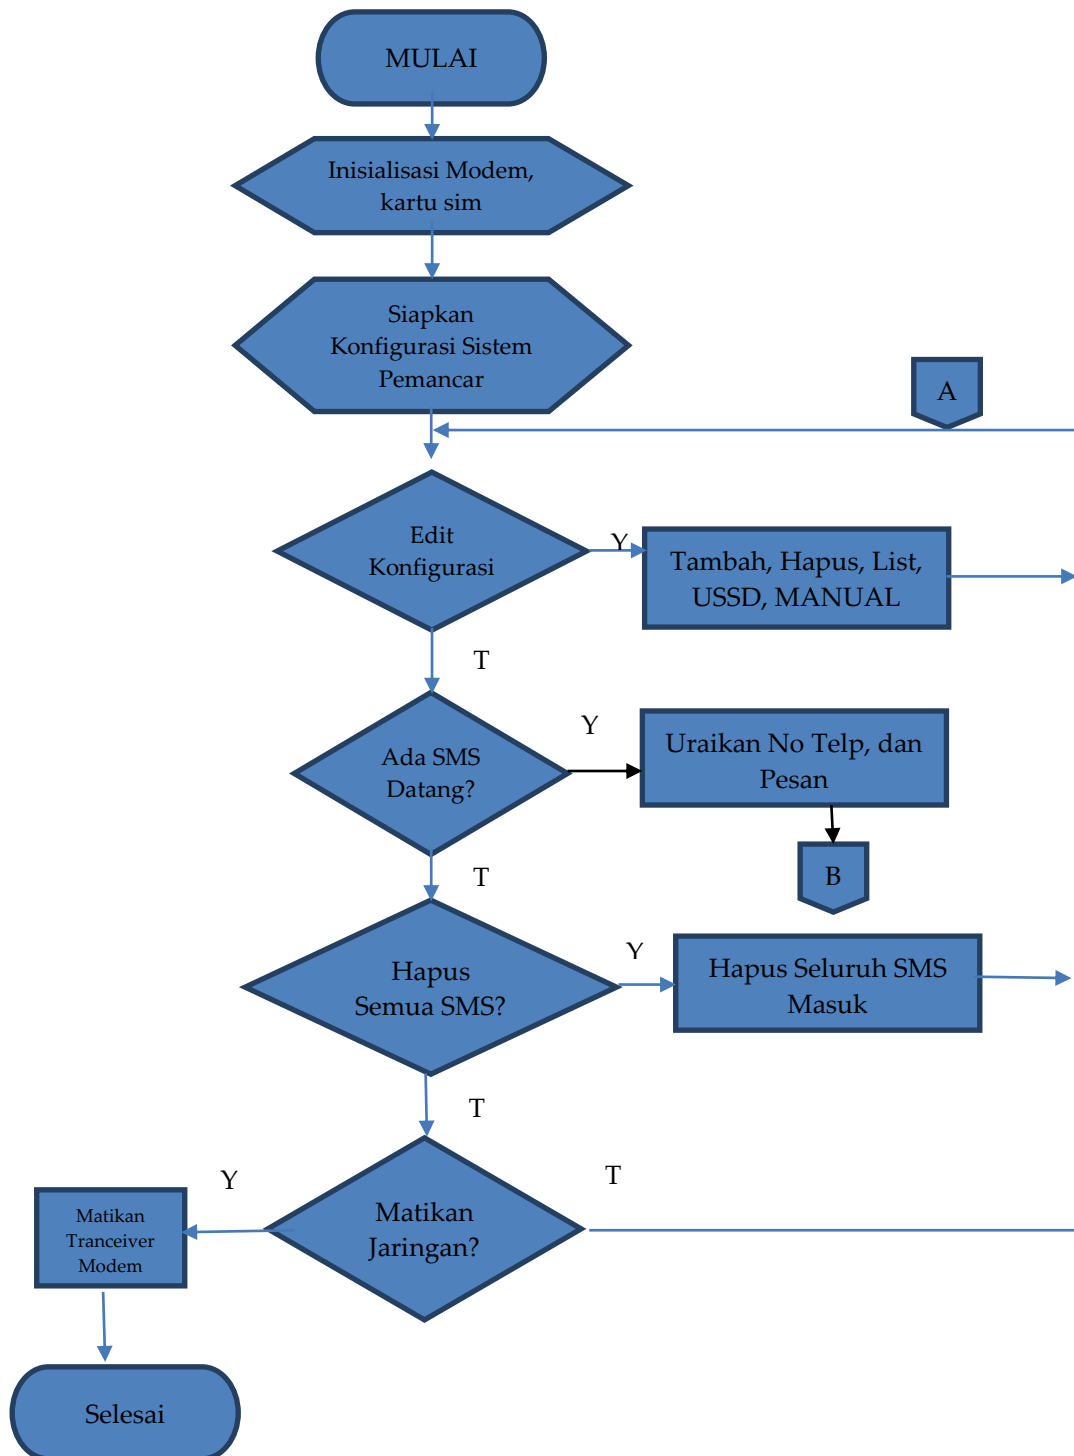 MULAI
Inisialisasi Modem,
kartu sim
Siapkan
Konfigurasi Sistem
Pemancar
A
Edit
Konfigurasi
Y
Tambah, Hapus, List,
USSD, MANUAL
T
Ada SMS
Datang?
Y
Uraikan No Telp, dan
Pesan
B
T
Hapus
Semua SMS?
Y
Hapus Seluruh SMS
Masuk
T
Matikan
Jaringan?
T
Y
Matikan
Tranceiver
Modem
Selesai